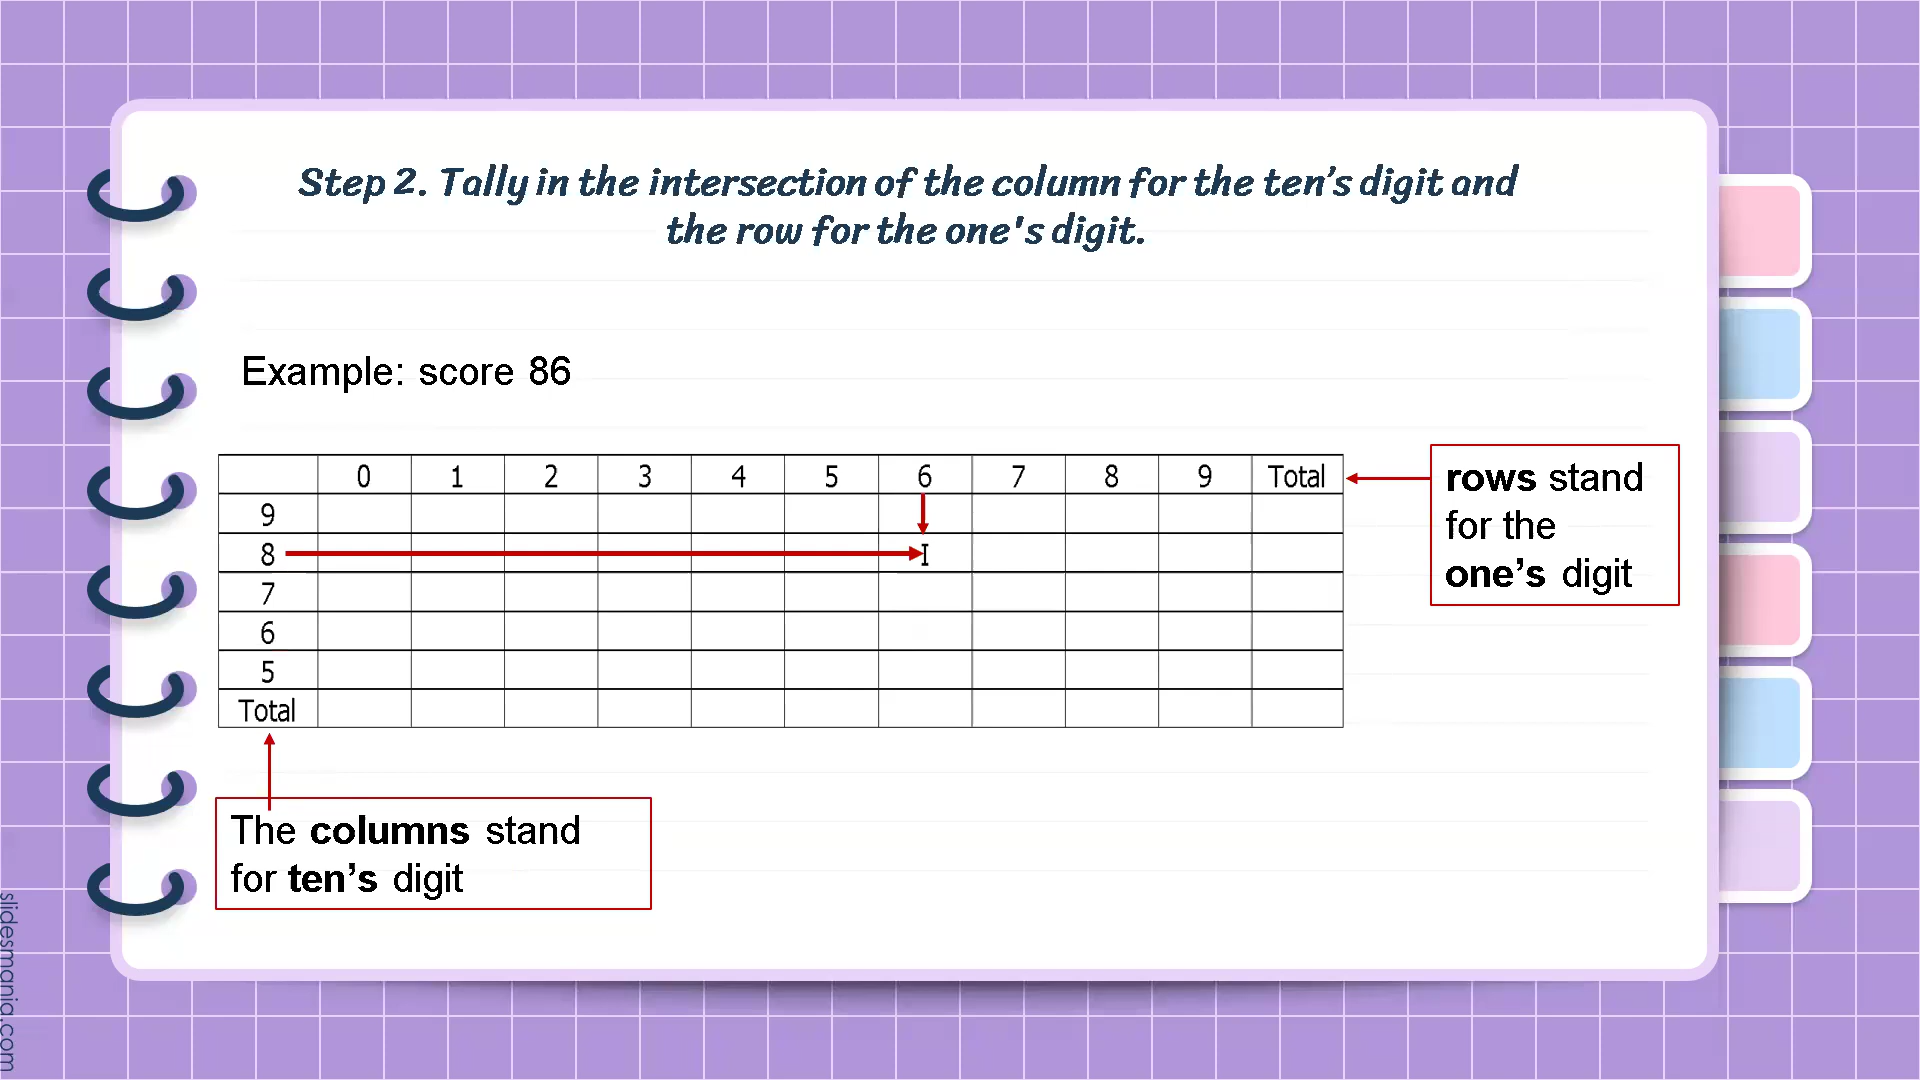 Step 2. Tally in the intersection of the column for the ten’s digit and
the row for the one's digit.
Example: score 86
0 1 2 3 4 5 6 7 8 9 Total
9
8 I
7
6
5
Total
rows stand
for the
one’s digit
The columns stand
for ten’s digit
slidesmania.com